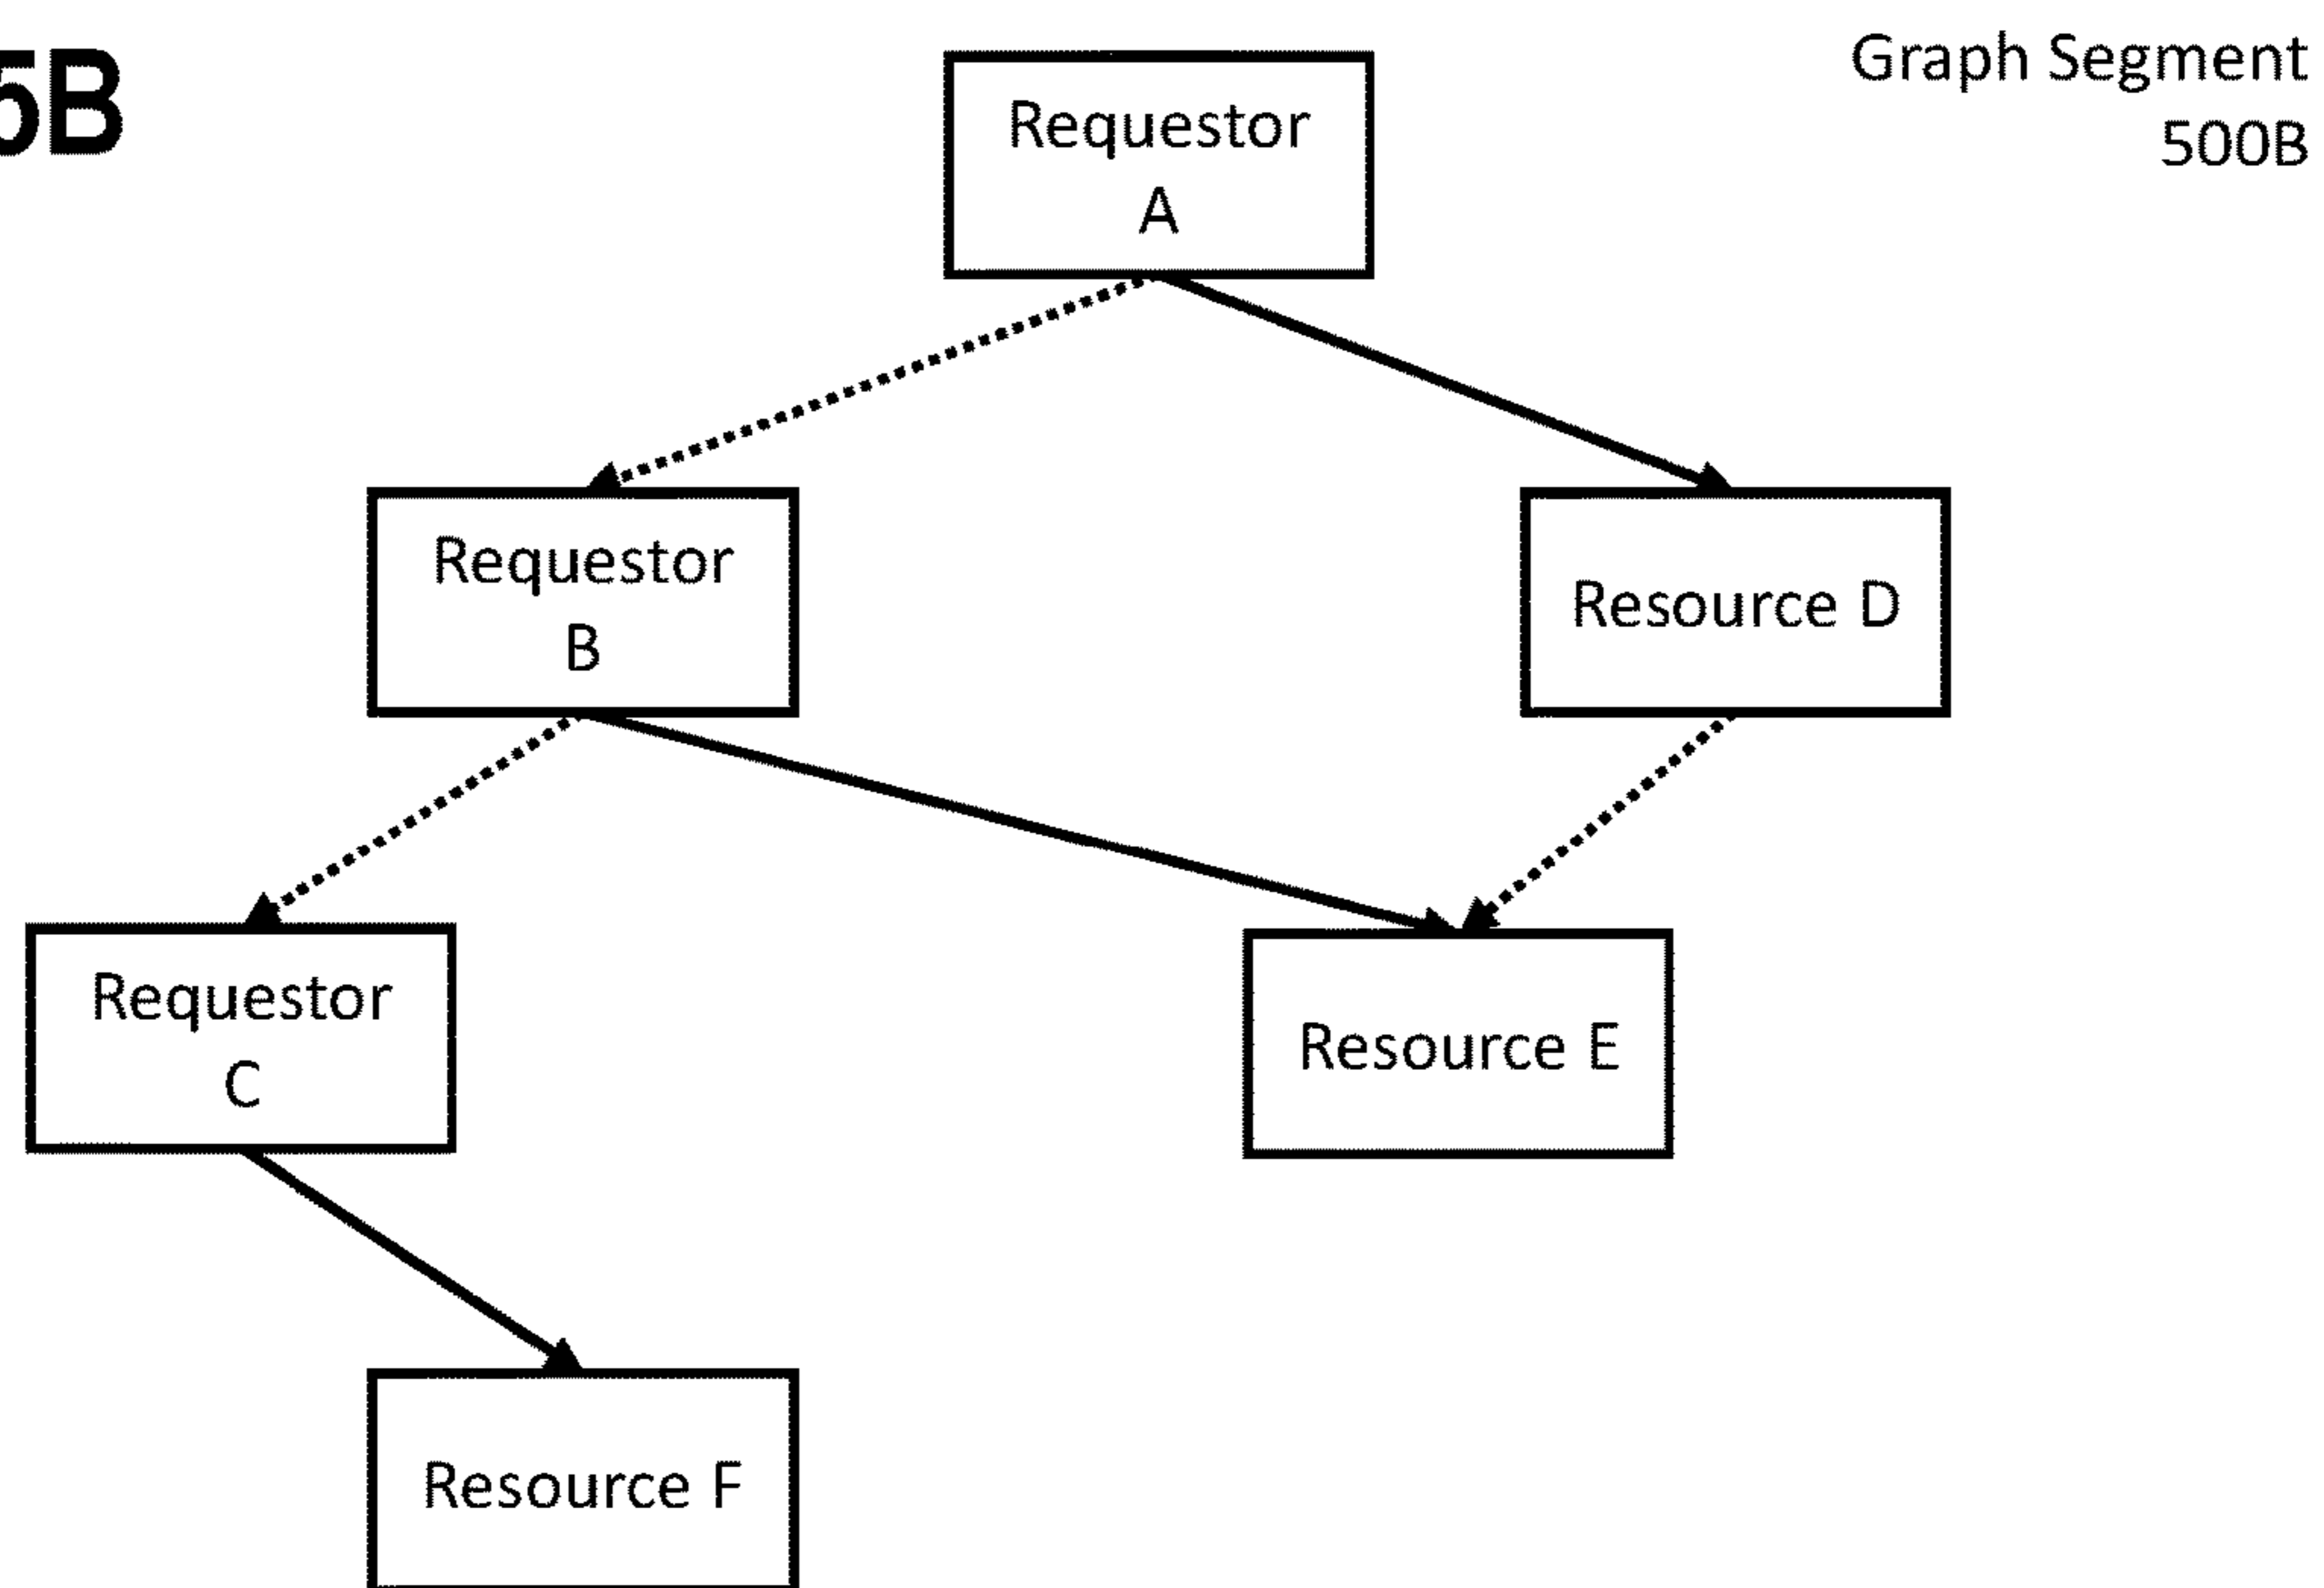 5B
Graph Segment
500B
Requestor
A
Requestor
B
Resource D
Requestor
C
Resource E
Resource F